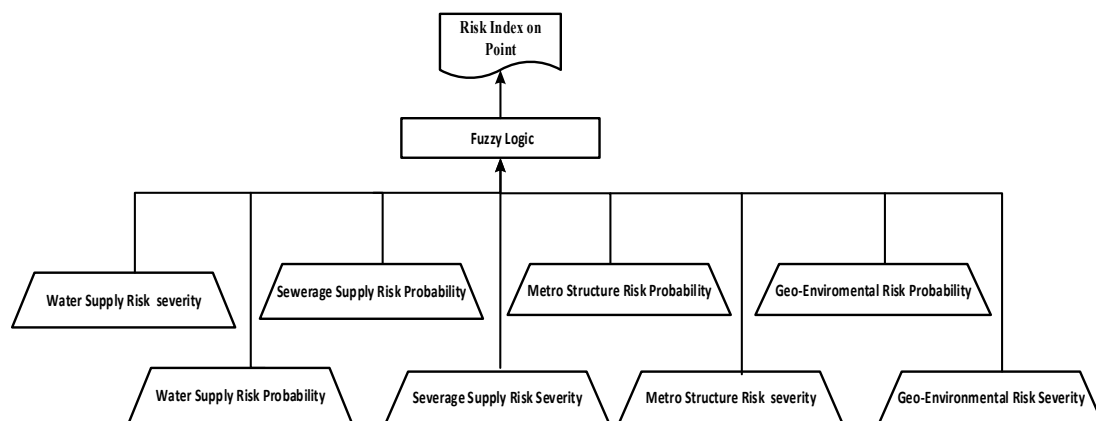 Risk Index on
Point
Fuzzy Logic
Water Supply Risk severity
Sewerage Supply Risk Probability
Metro Structure Risk Probability
Geo-Enviromental Risk Probability
Water Supply Risk Probability
Severage Supply Risk Severity
Metro Structure Risk severity
Geo-Environmental Risk Severity